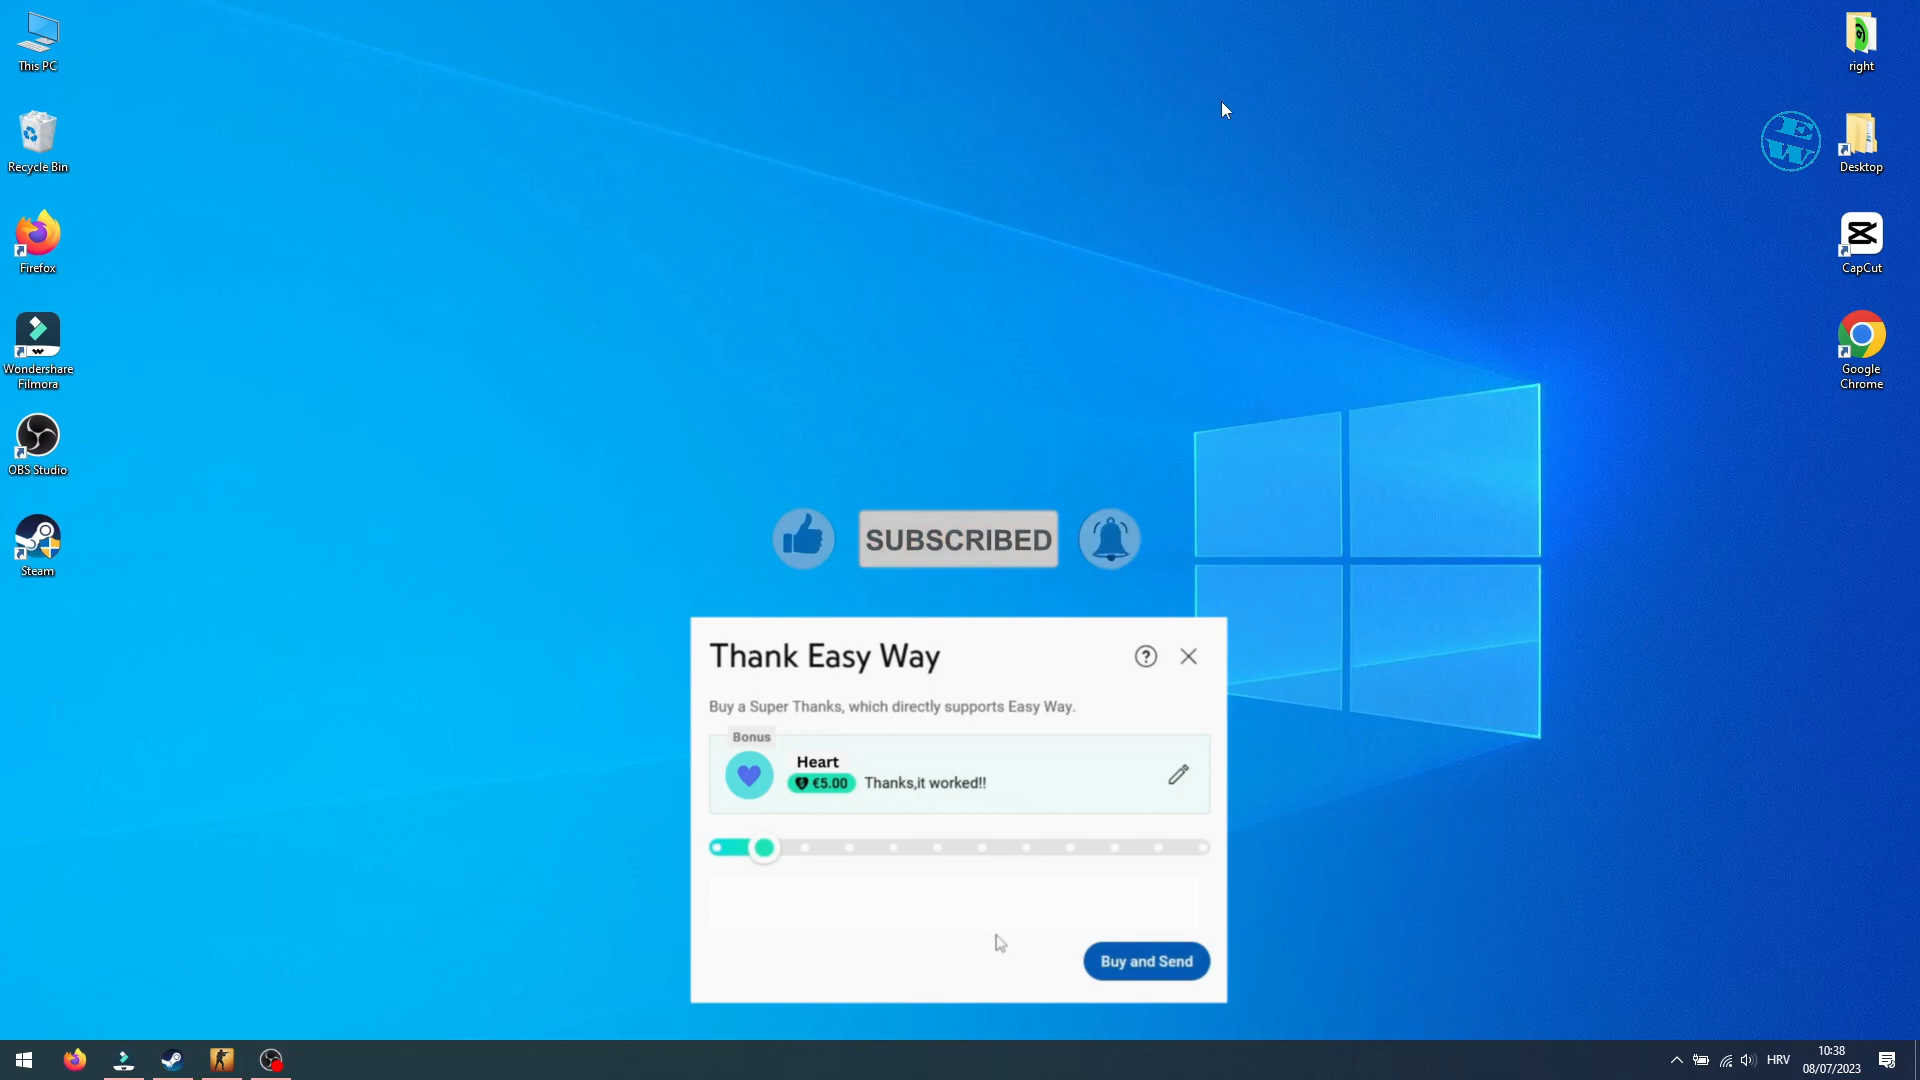 This PC
Recycle Bin
Firefox
Wondershare
Filmora
OBS Studio
Steam
right
EW
Desktop
CapCut
Google
Chrome
SUBSCRIBED
Thank Easy Way
Buy a Super Thanks, which directly supports Easy Way.
Bonus
Heart
€5.00 Thanks,it worked!!
Buy and Send
HRV
10:38
08/07/2023